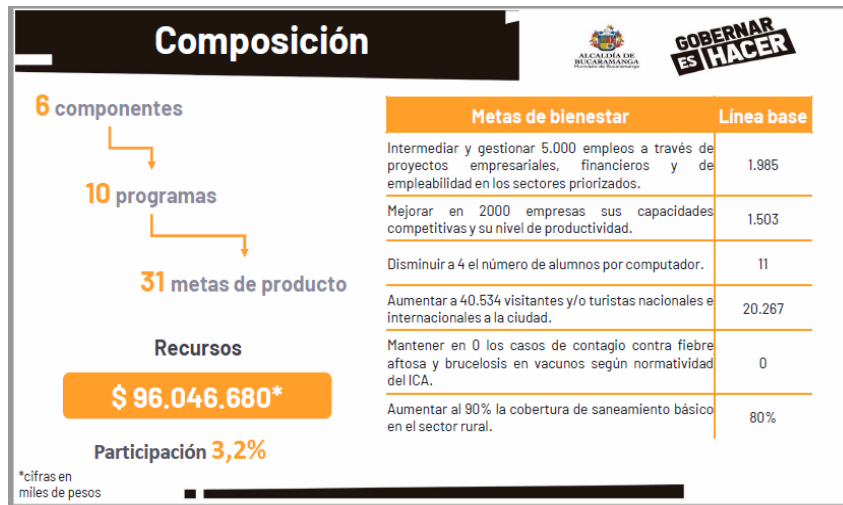 Composición
ALCALDÍA DE
BUCARAMANGA
Municipio de Bucaramanga
GOBERNAR
ES HACER
6 componentes
10 programas
31 metas de producto
Recursos
$ 96.046.680*
Participación 3,2%
*cifras en
miles de pesos
Metas de bienestar Línea base
Intermediar y gestionar 5.000 empleos a través de
proyectos empresariales, financieros y de
empleabilidad en los sectores priorizados.
1.985
Mejorar en 2000 empresas sus capacidades
competitivas y su nivel de productividad.
1.503
Disminuir a 4 el número de alumnos por computador.
11
Aumentar a 40.534 visitantes y/o turistas nacionales e
internacionales a la ciudad.
20.267
Mantener en 0 los casos de contagio contra fiebre
aftosa y brucelosis en vacunos según normatividad
del ICA.
0
Aumentar al 90% la cobertura de saneamiento básico
en el sector rural.
80%